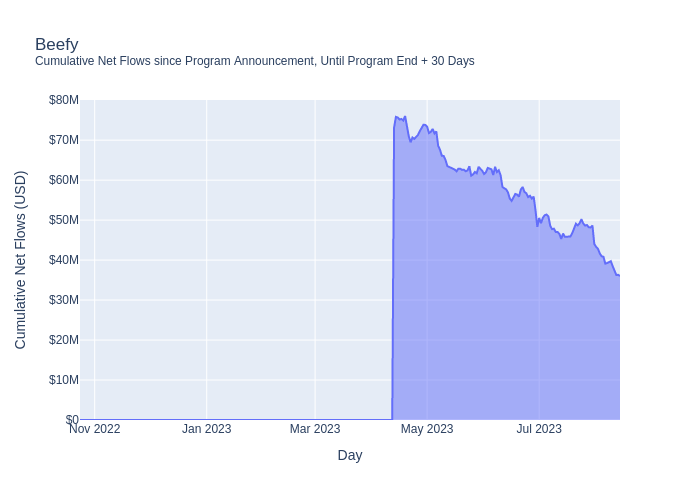 Beefy
Cumulative Net Flows since Program Announcement, Until Program End + 30 Days
Cumulative Net Flows (USD)
$80M
$70M
$60M
$50M
$40M
$30M
$20M
$10M
$0
Nov 2022
Jan 2023
Mar 2023
May 2023
Jul 2023
Day